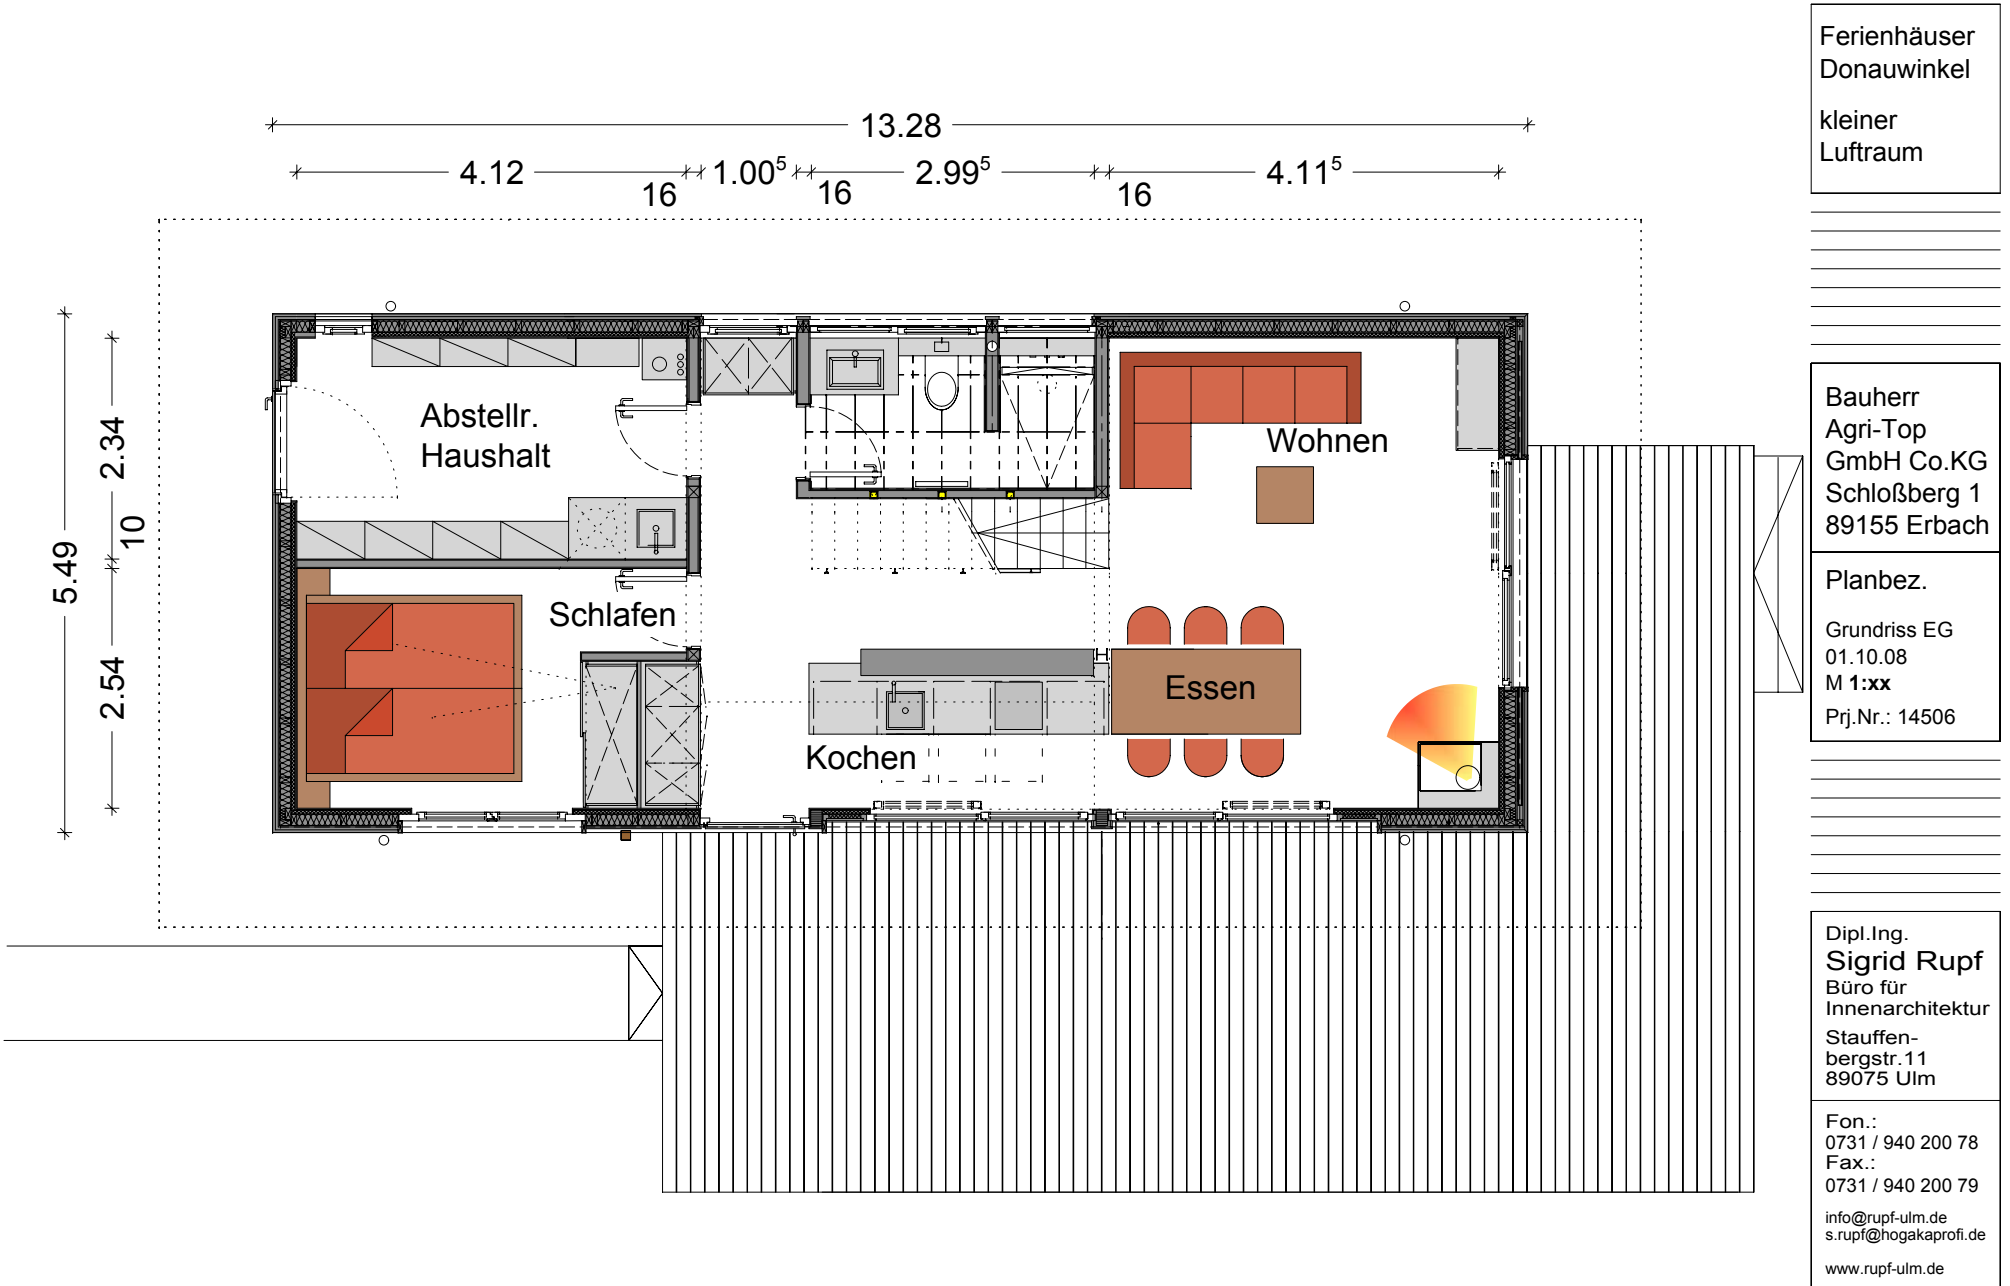 Ferienhäuser
Donauwinkel
kleiner
Luftraum
13.28
4.12
1.00⁵
2.99⁵
4.11⁵
16
16
16
5.49
2.34
10
2.54
Abstellr.
Haushalt
Wohnen
Schlafen
Essen
Kochen
Bauherr
Agri-Top
GmbH Co.KG
Schloßberg 1
89155 Erbach
Planbez.
Grundriss EG
01.10.08
M 1:xx
Prj.Nr.: 14506
Dipl.Ing.
Sigrid Rupf
Büro für
Innenarchitektur
Stauffen-
bergstr.11
89075 Ulm
Fon.:
0731 / 940 200 78
Fax.:
0731 / 940 200 79
info@rupf-ulm.de
s.rupf@hogakaprofi.de
www.rupf-ulm.de